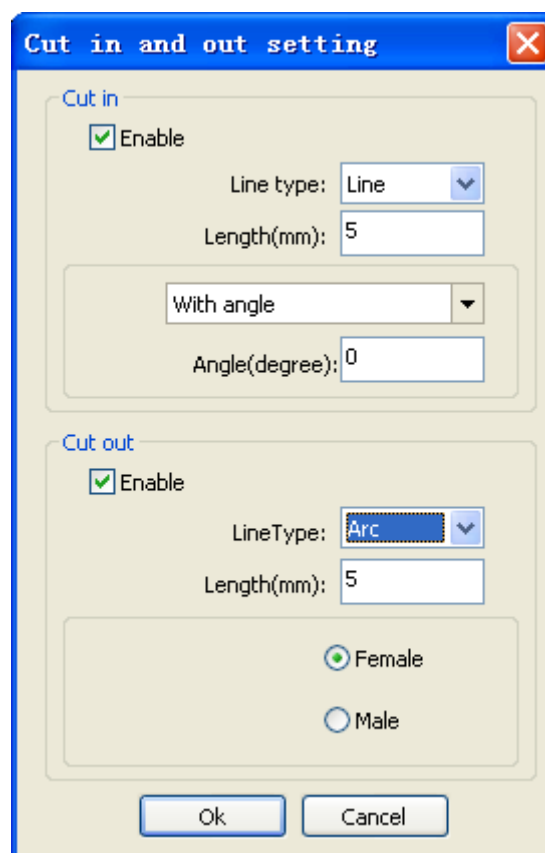 Cut in and out setting
Cut in
Enable
Line type: Line
Length(mm): 5
With angle
Angle(degree): 0
Cut out
Enable
LineType: Arc
Length(mm): 5
Female
Male
Ok Cancel